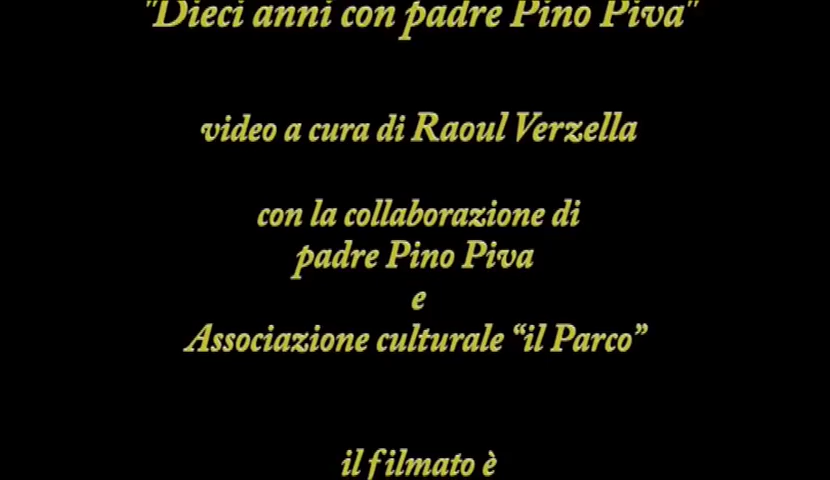 "Dieci anni con padre Pino Piva"
video a cura di Raoul Verzella
con la collaborazione di
padre Pino Piva
e
Associazione culturale “il Parco”
il filmato è